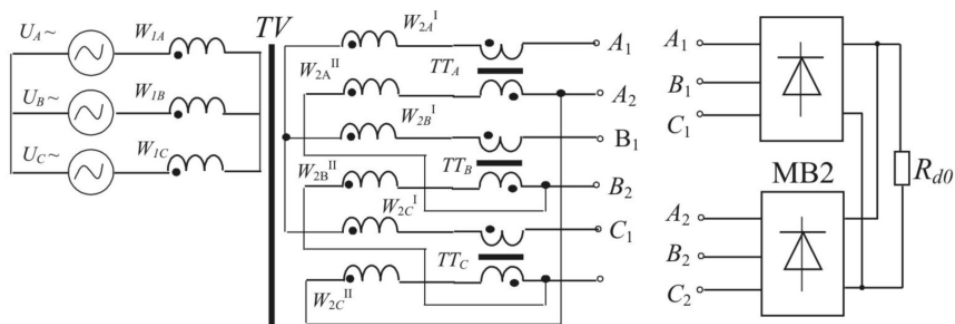 U_A~ W_1A
TV
W_2A^I
A_1
W_2A^II
TT_A
A_2
U_B~ W_1B
W_2B^I
B_1
U_C~ W_1C
W_2B^II
TT_B
B_2
W_2C^I
C_1
TT_C
W_2C^II
A_1
B_1
C_1
MB2
R_d0
A_2
B_2
C_2